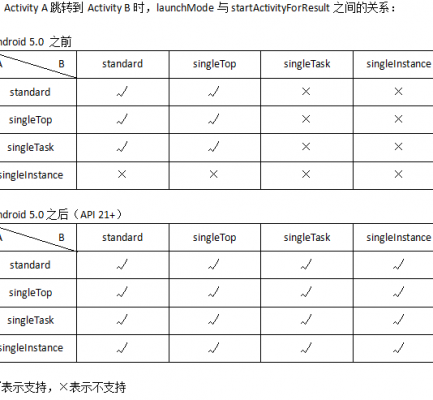 Activity A 跳转到 Activity B 时，launchMode 与 startActivityForResult 之间的关系：
ndroid 5.0 之前
A B standard singleTop singleTask singleInstance
standard √ √ × ×
singleTop √ √ × ×
singleTask √ √ × ×
singleInstance × × × ×
ndroid 5.0 之后（API 21+）
A B standard singleTop singleTask singleInstance
standard √ √ √ √
singleTop √ √ √ √
singleTask √ √ √ √
singleInstance √ √ √ √
表示支持，×表示不支持